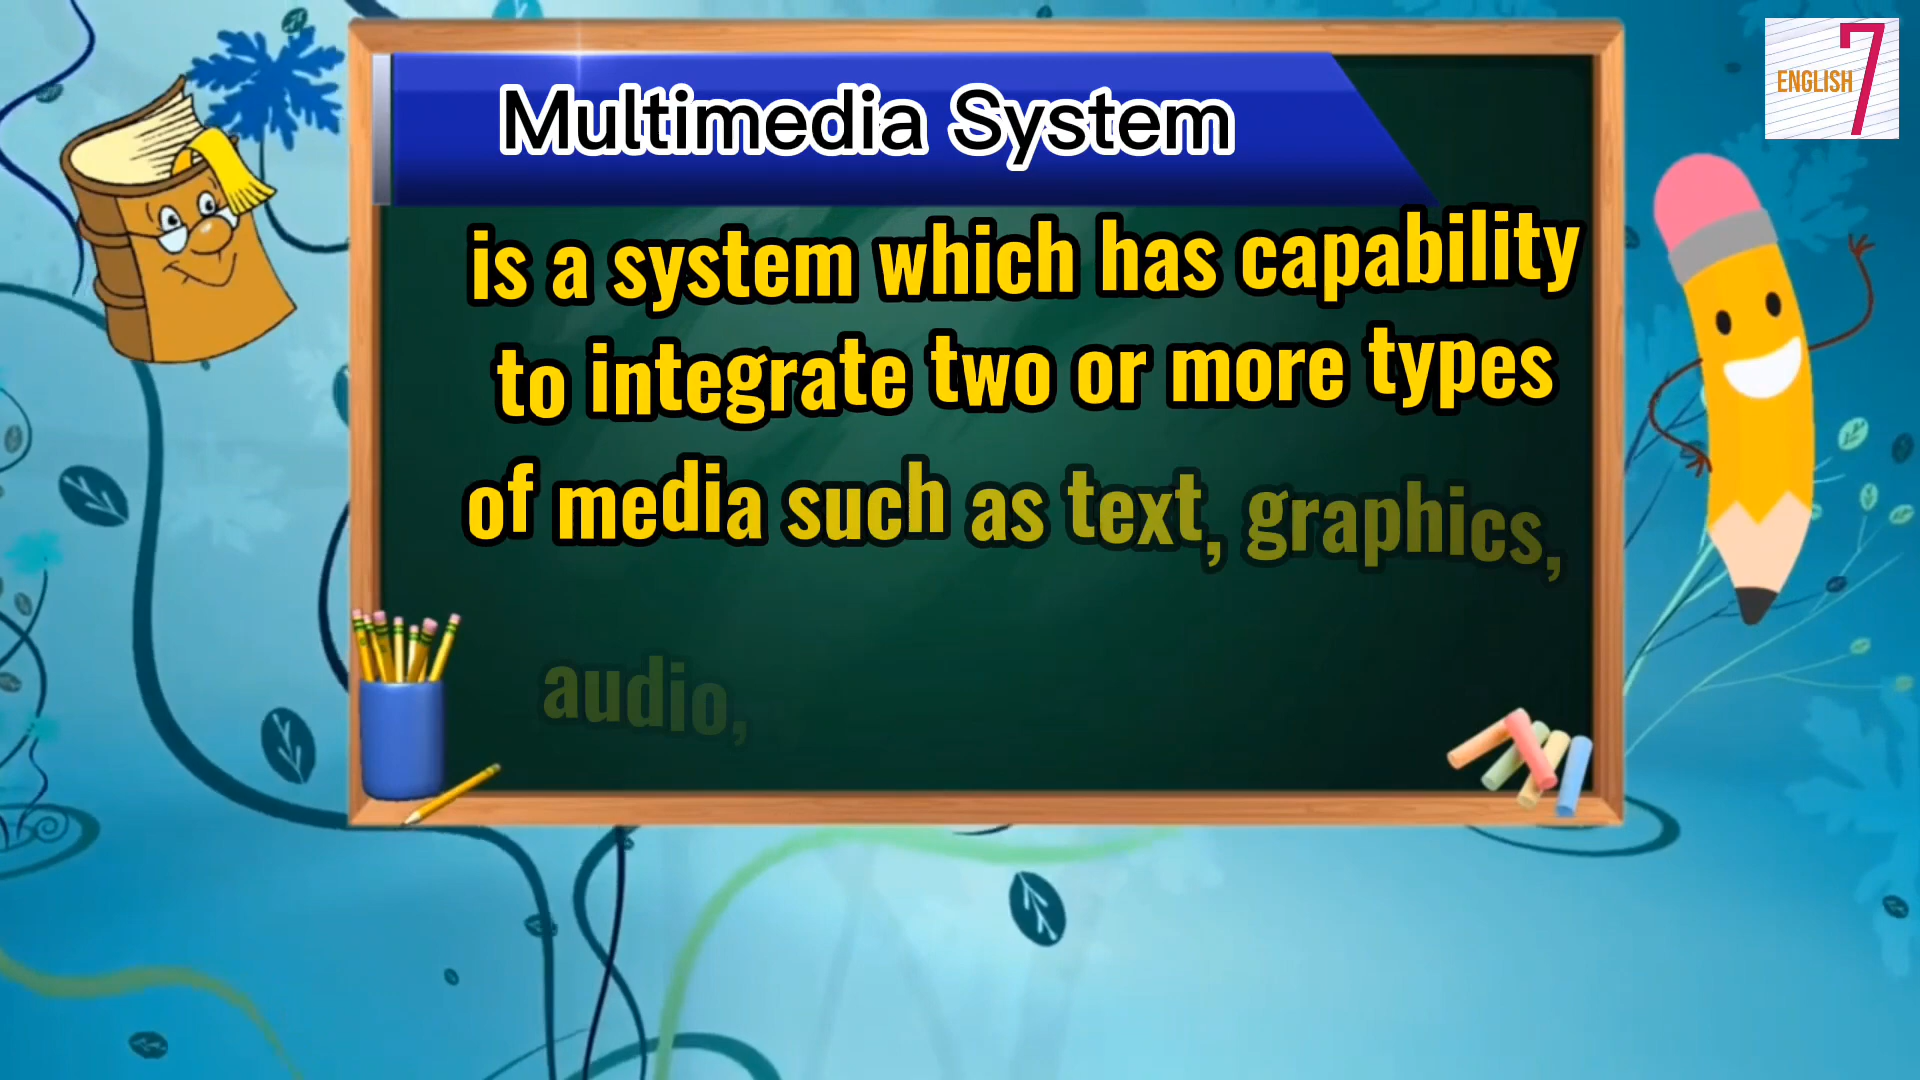 Multimedia System
ENGLISH 7
is a system which has capability
to integrate two or more types
of media such as text, graphics,
audio,